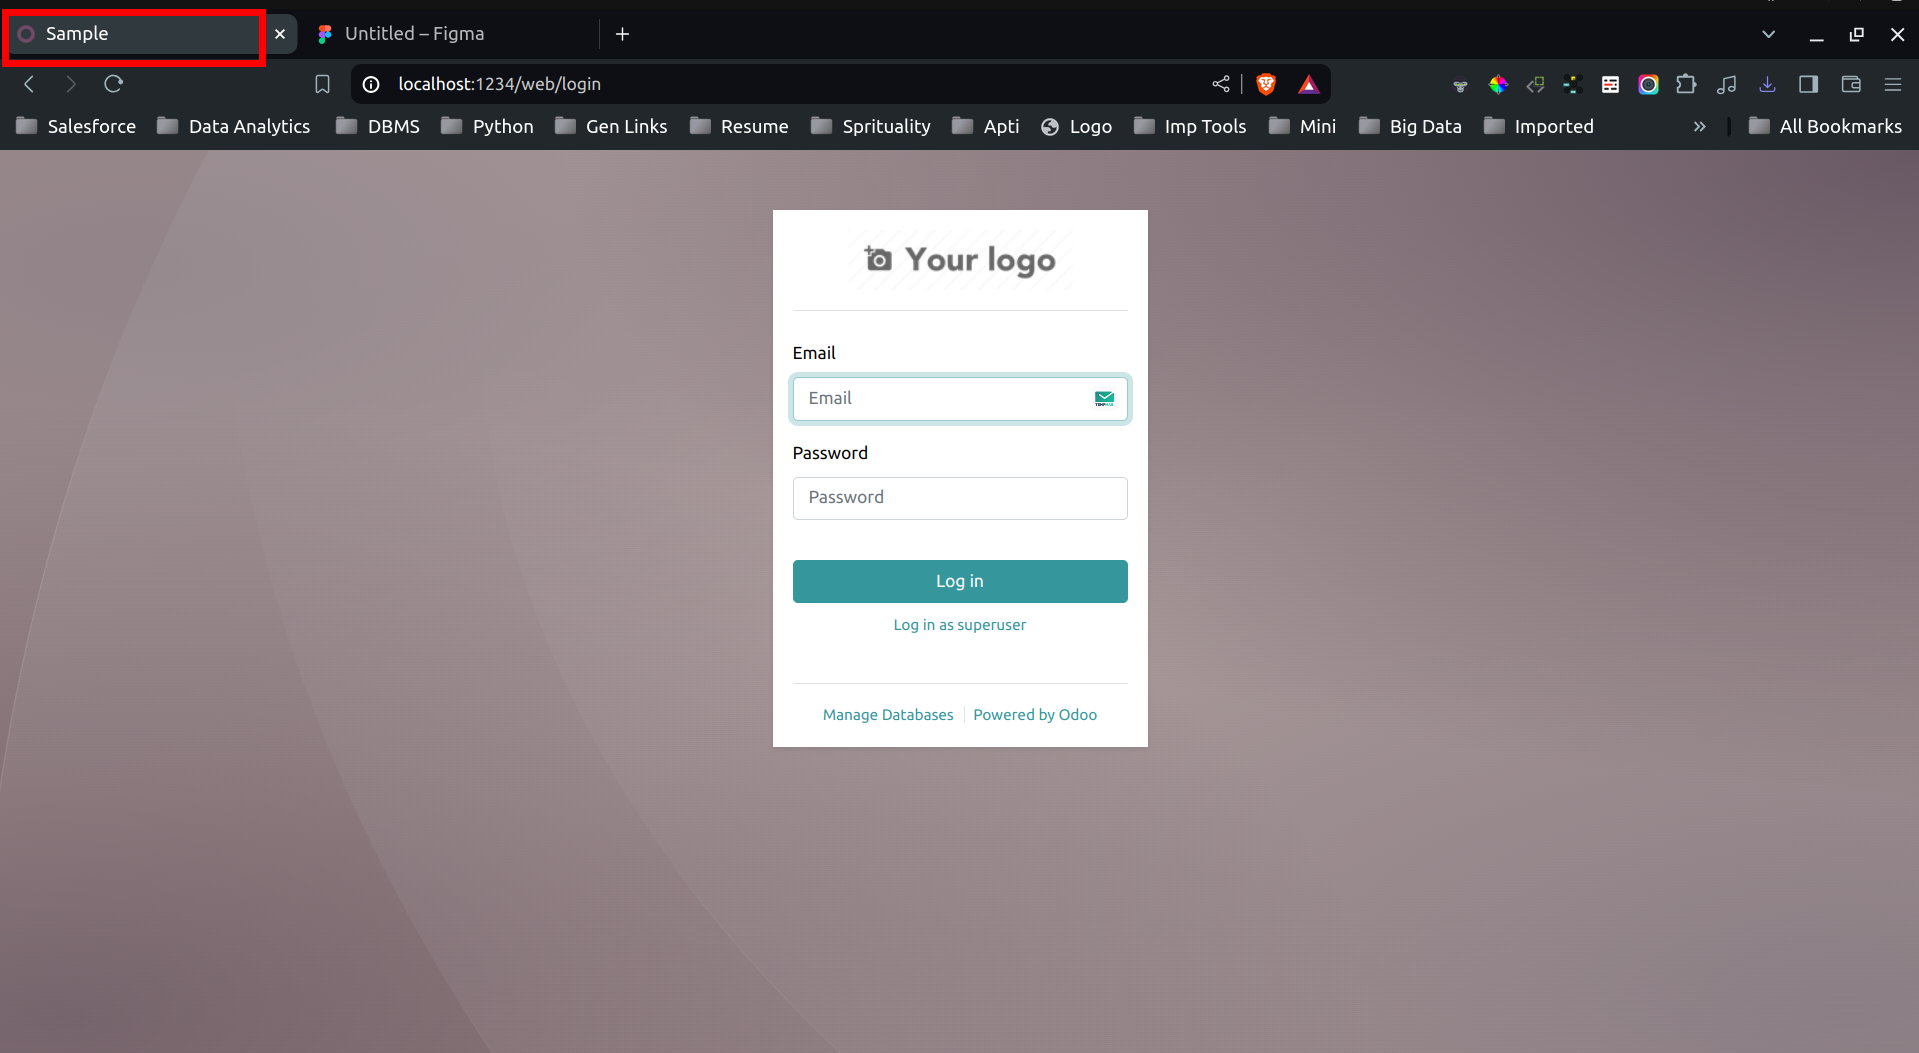 Sample
Untitled – Figma
localhost:1234/web/login
Salesforce Data Analytics DBMS Python Gen Links Resume Sprituality Apti Logo Imp Tools Mini Big Data Imported » All Bookmarks
Your logo
Email
Email
Password
Password
Log in
Log in as superuser
Manage Databases Powered by Odoo